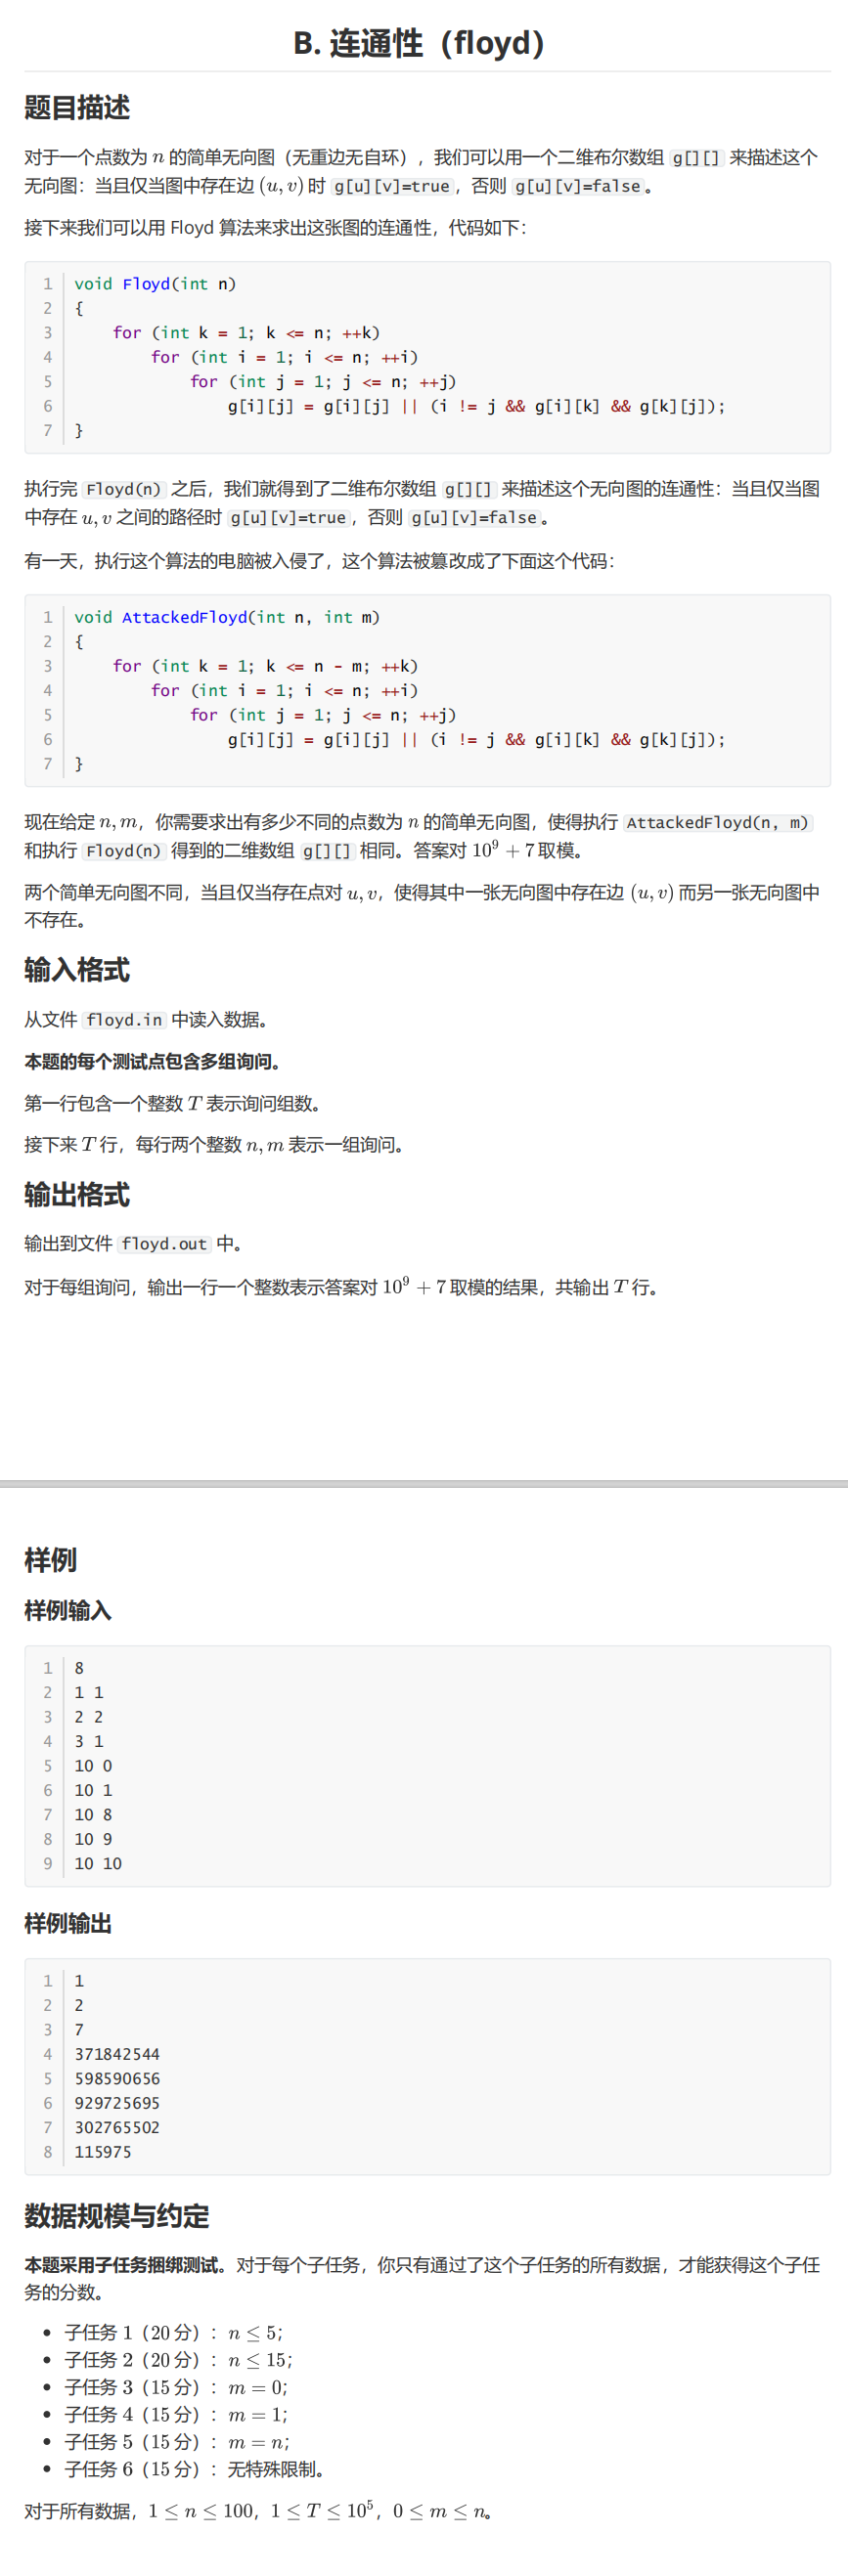 B. 连通性（floyd）
题目描述
对于一个点数为 n 的简单无向图（无重边无自环），我们可以用一个二维布尔数组 g[][] 来描述这个
无向图：当且仅当图中存在边 (u, v) 时 g[u][v]=true，否则 g[u][v]=false。
接下来我们可以用 Floyd 算法来求出这张图的连通性，代码如下：
1 void Floyd(int n)
2 {
3     for (int k = 1; k <= n; ++k)
4         for (int i = 1; i <= n; ++i)
5             for (int j = 1; j <= n; ++j)
6                 g[i][j] = g[i][j] || (i != j && g[i][k] && g[k][j]);
7 }
执行完 Floyd(n) 之后，我们就得到了二维布尔数组 g[][] 来描述这个无向图的连通性：当且仅当图
中存在 u, v 之间的路径时 g[u][v]=true，否则 g[u][v]=false。
有一天，执行这个算法的电脑被入侵了，这个算法被篡改成了下面这个代码：
1 void AttackedFloyd(int n, int m)
2 {
3     for (int k = 1; k <= n - m; ++k)
4         for (int i = 1; i <= n; ++i)
5             for (int j = 1; j <= n; ++j)
6                 g[i][j] = g[i][j] || (i != j && g[i][k] && g[k][j]);
7 }
现在给定 n, m，你需要求出有多少不同的点数为 n 的简单无向图，使得执行 AttackedFloyd(n, m)
和执行 Floyd(n) 得到的二维数组 g[][] 相同。答案对 10^9 + 7 取模。
两个简单无向图不同，当且仅当存在点对 u, v，使得其中一张无向图中存在边 (u, v) 而另一张无向图中
不存在。
输入格式
从文件 floyd.in 中读入数据。
本题的每个测试点包含多组询问。
第一行包含一个整数 T 表示询问组数。
接下来 T 行，每行两个整数 n, m 表示一组询问。
输出格式
输出到文件 floyd.out 中。
对于每组询问，输出一行一个整数表示答案对 10^9 + 7 取模的结果，共输出 T 行。
样例
样例输入
1 8
2 1 1
3 2 2
4 3 1
5 10 0
6 10 1
7 10 8
8 10 9
9 10 10
样例输出
1 1
2 2
3 7
4 371842544
5 598590656
6 929725695
7 302765502
8 115975
数据规模与约定
本题采用子任务捆绑测试。对于每个子任务，你只有通过了这个子任务的所有数据，才能获得这个子任
务的分数。
• 子任务 1（20 分）：n ≤ 5；
• 子任务 2（20 分）：n ≤ 15；
• 子任务 3（15 分）：m = 0；
• 子任务 4（15 分）：m = 1；
• 子任务 5（15 分）：m = n；
• 子任务 6（15 分）：无特殊限制。
对于所有数据，1 ≤ n ≤ 100，1 ≤ T ≤ 10^5，0 ≤ m ≤ n。